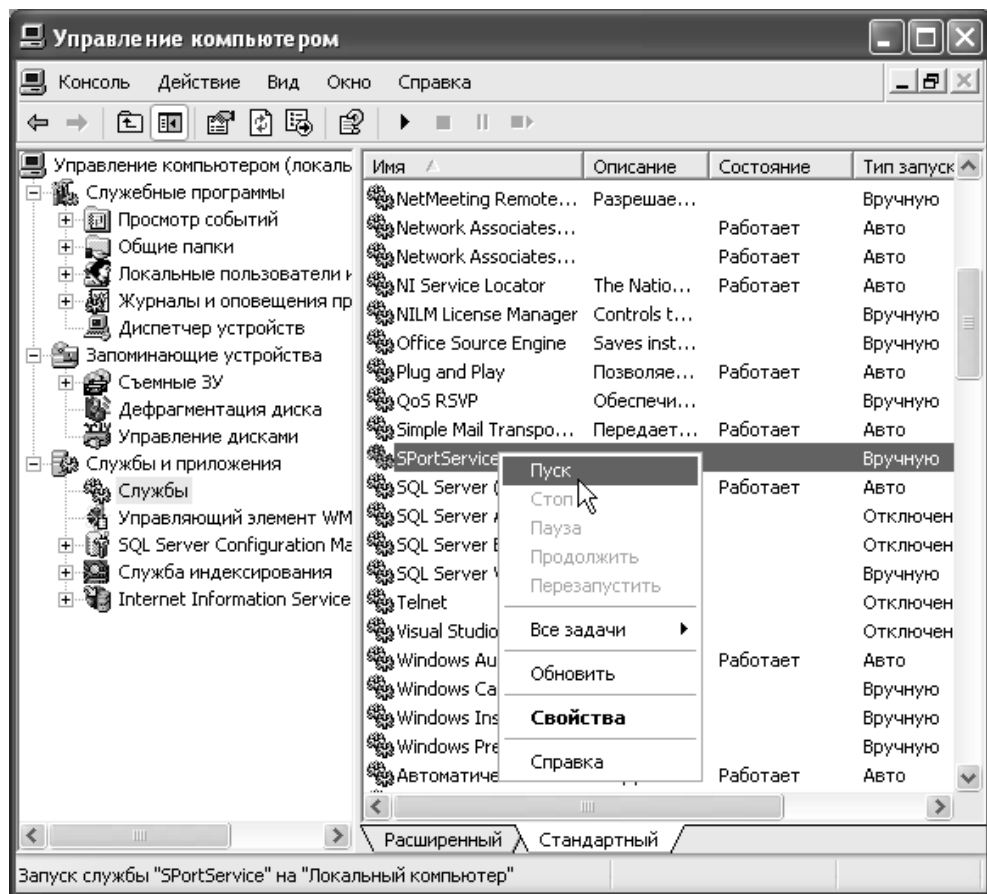 Управление компьютером
Консоль Действие Вид Окно Справка
Управление компьютером (локаль
Служебные программы
Просмотр событий
Общие папки
Локальные пользователи и
Журналы и оповещения пр
Диспетчер устройств
Запоминающие устройства
Съемные ЗУ
Дефрагментация диска
Управление дисками
Службы и приложения
Службы
Управляющий элемент WM
SQL Server Configuration Ma
Служба индексирования
Internet Information Service
Имя Описание Состояние Тип запуск
NetMeeting Remote... Разрешае... Вручную
Network Associates... Работает Авто
Network Associates... Работает Авто
NI Service Locator The Natio... Работает Авто
NILM License Manager Controls t... Вручную
Office Source Engine Saves inst... Вручную
Plug and Play Позволяе... Работает Авто
QoS RSVP Обеспечи... Вручную
Simple Mail Transpo... Передает... Работает Авто
SPortService Вручную
SQL Server ( Работает Авто
SQL Server A Отключен
SQL Server B Отключен
SQL Server V Вручную
Telnet Отключен
Visual Studio Отключен
Windows Au Работает Авто
Windows Ca Вручную
Windows Ins Вручную
Windows Pre Вручную
Автоматиче Работает Авто
Пуск
Стоп
Пауза
Продолжить
Перезапустить
Все задачи
Обновить
Свойства
Справка
Расширенный Стандартный
Запуск службы "SPortService" на "Локальный компьютер"